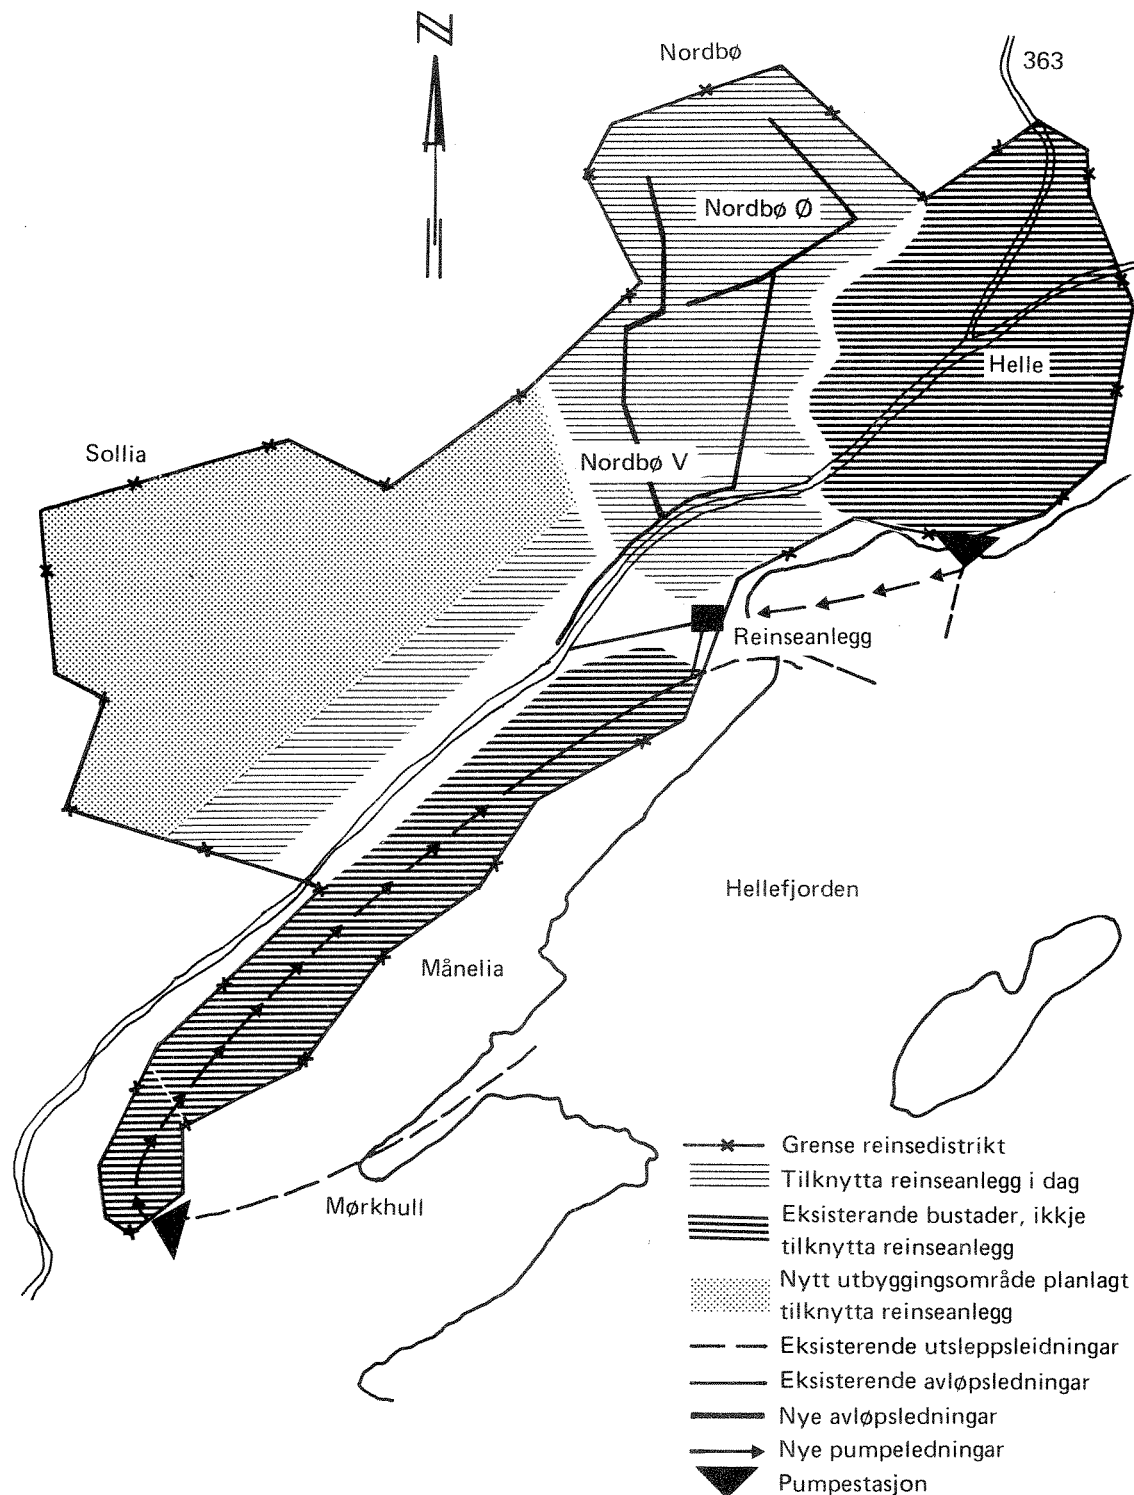 N
Nordbø
363
Nordbø Ø
Helle
Sollia
Nordbø V
Reinseanlegg
Hellefjorden
Månelia
Mørkhull
Grense reinsedistrikt
Tilknytta reinseanlegg i dag
Eksisterande bustader, ikkje
tilknytta reinseanlegg
Nytt utbyggingsområde planlagt
tilknytta reinseanlegg
Eksisterende utsleppsleidningar
Eksisterende avløpsledningar
Nye avløpsledningar
Nye pumpeledningar
Pumpestasjon